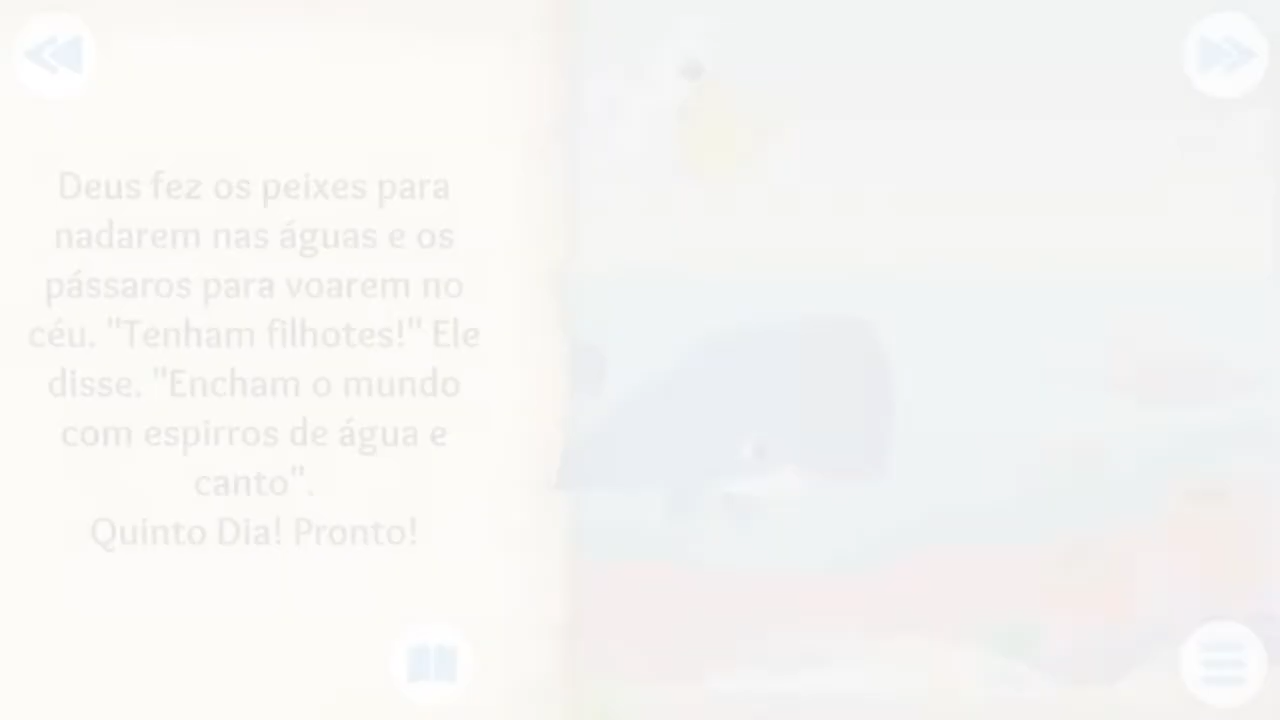 Deus fez os peixes para
nadarem nas águas e os
pássaros para voarem no
céu. "Tenham filhotes!" Ele
disse. "Encham o mundo
com espirros de água e
canto".
Quinto Dia! Pronto!